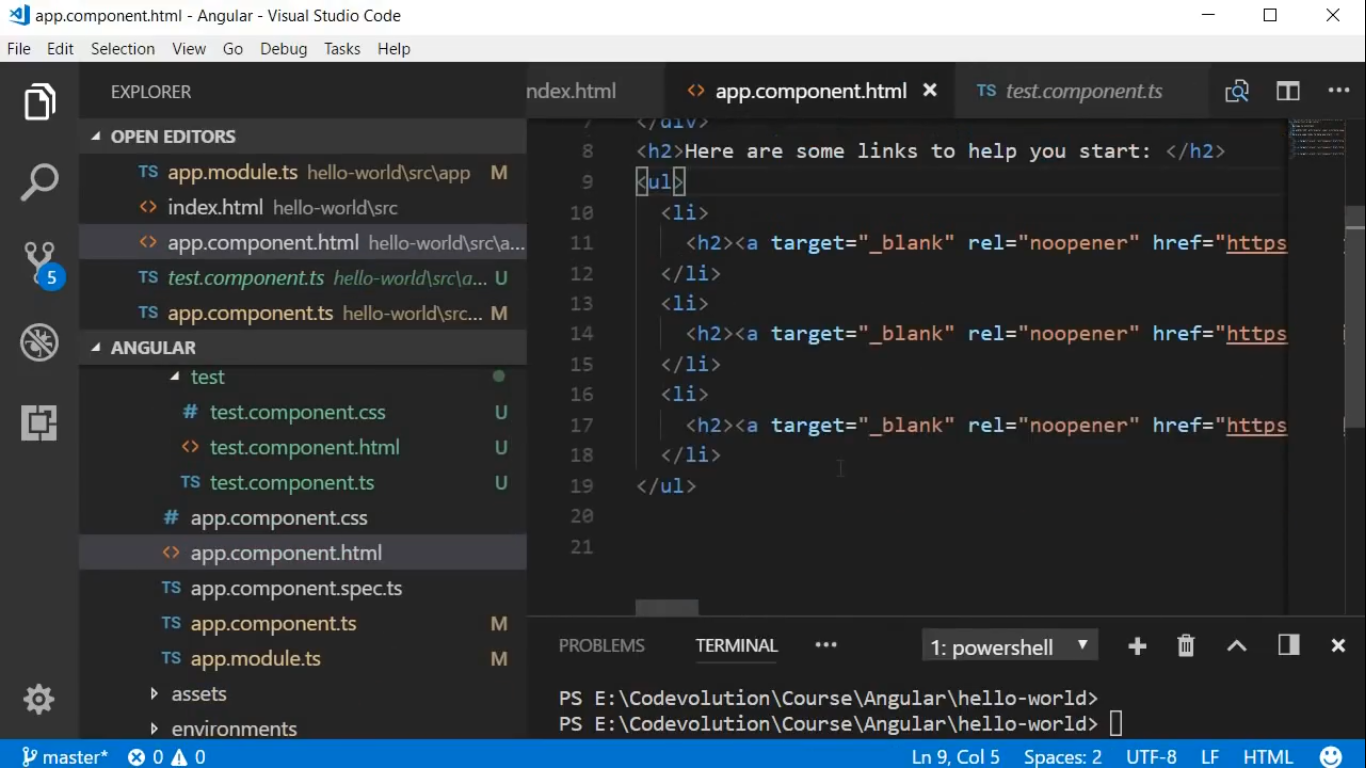 app.component.html - Angular - Visual Studio Code
File Edit Selection View Go Debug Tasks Help
EXPLORER
OPEN EDITORS
TS app.module.ts hello-world\src\app M
<> index.html hello-world\src
<> app.component.html hello-world\src\a...
TS test.component.ts hello-world\src\a... U
TS app.component.ts hello-world\src... M
5
ANGULAR
test
# test.component.css U
<> test.component.html U
TS test.component.ts U
# app.component.css
<> app.component.html
TS app.component.spec.ts
TS app.component.ts M
TS app.module.ts M
assets
environments
ndex.html <> app.component.html × TS test.component.ts ...
7 </div>
8 <h2>Here are some links to help you start: </h2>
9 <ul>
10 <li>
11 <h2><a target="_blank" rel="noopener" href="https
12 </li>
13 <li>
14 <h2><a target="_blank" rel="noopener" href="https
15 </li>
16 <li>
17 <h2><a target="_blank" rel="noopener" href="https
18 </li>
19 </ul>
20
21
PROBLEMS TERMINAL ... 1: powershell
PS E:\Codevolution\Course\Angular\hello-world>
PS E:\Codevolution\Course\Angular\hello-world>
master* 0 0 Ln 9, Col 5 Spaces: 2 UTF-8 LF HTML